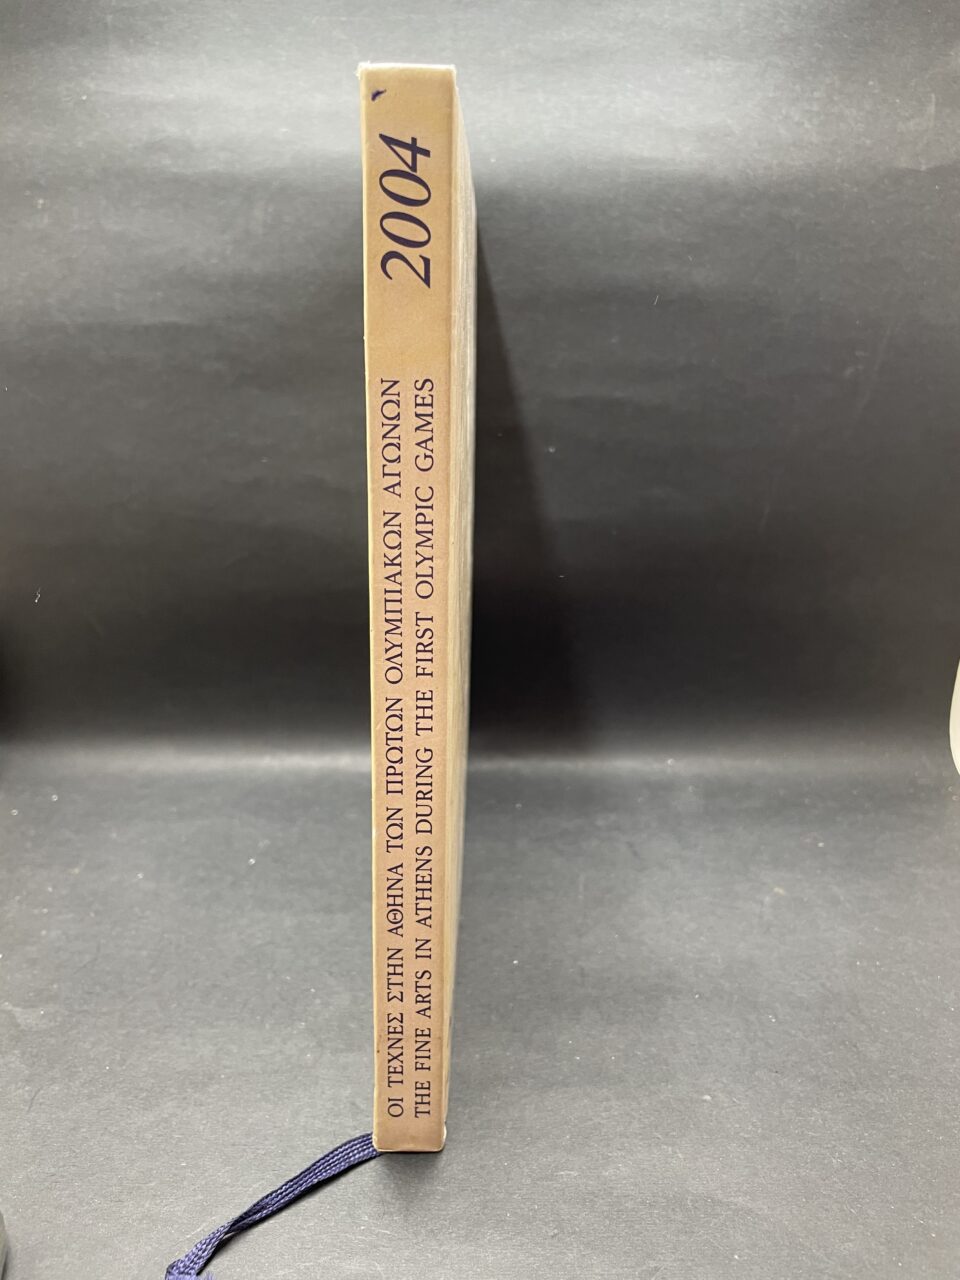 ΟΙ ΤΕΧΝΕΣ ΣΤΗΝ ΑΘΗΝΑ ΤΩΝ ΠΡΩΤΩΝ ΟΛΥΜΠΙΑΚΩΝ ΑΓΩΝΩΝ
THE FINE ARTS IN ATHENS DURING THE FIRST OLYMPIC GAMES
2004